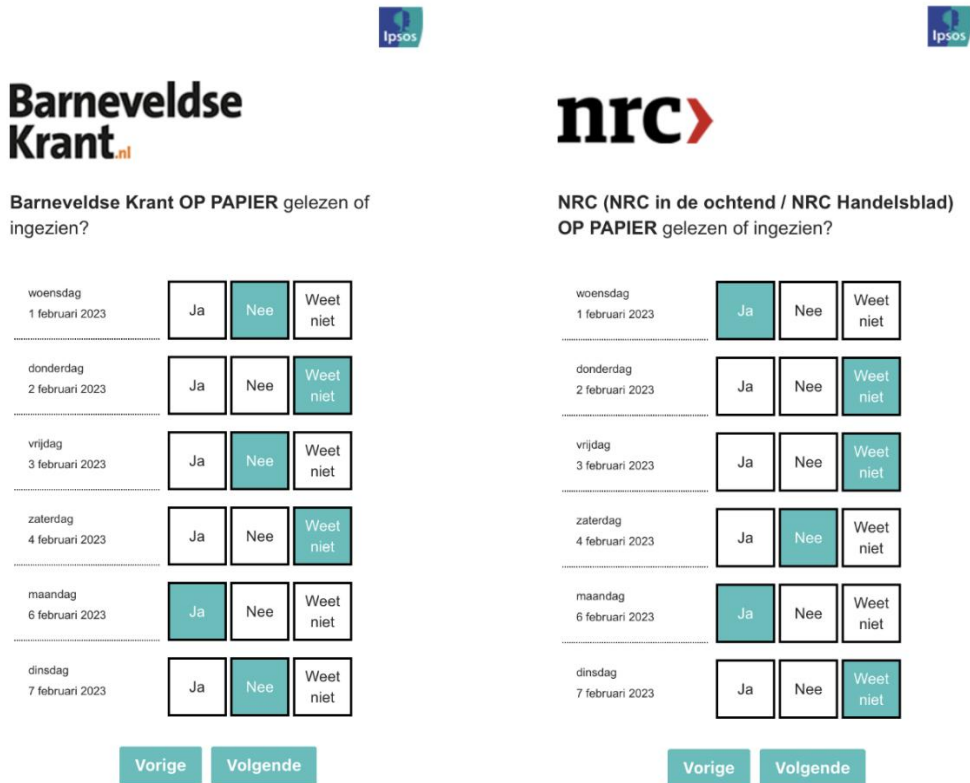 Ipsos
Barneveldse
Krant.nl
Barneveldse Krant OP PAPIER gelezen of
ingezien?
woensdag
1 februari 2023
Ja
Nee
Weet
niet
donderdag
2 februari 2023
Ja
Nee
Weet
niet
vrijdag
3 februari 2023
Ja
Nee
Weet
niet
zaterdag
4 februari 2023
Ja
Nee
Weet
niet
maandag
6 februari 2023
Ja
Nee
Weet
niet
dinsdag
7 februari 2023
Ja
Nee
Weet
niet
Vorige
Volgende
Ipsos
nrc
NRC (NRC in de ochtend / NRC Handelsblad)
OP PAPIER gelezen of ingezien?
woensdag
1 februari 2023
Ja
Nee
Weet
niet
donderdag
2 februari 2023
Ja
Nee
Weet
niet
vrijdag
3 februari 2023
Ja
Nee
Weet
niet
zaterdag
4 februari 2023
Ja
Nee
Weet
niet
maandag
6 februari 2023
Ja
Nee
Weet
niet
dinsdag
7 februari 2023
Ja
Nee
Weet
niet
Vorige
Volgende